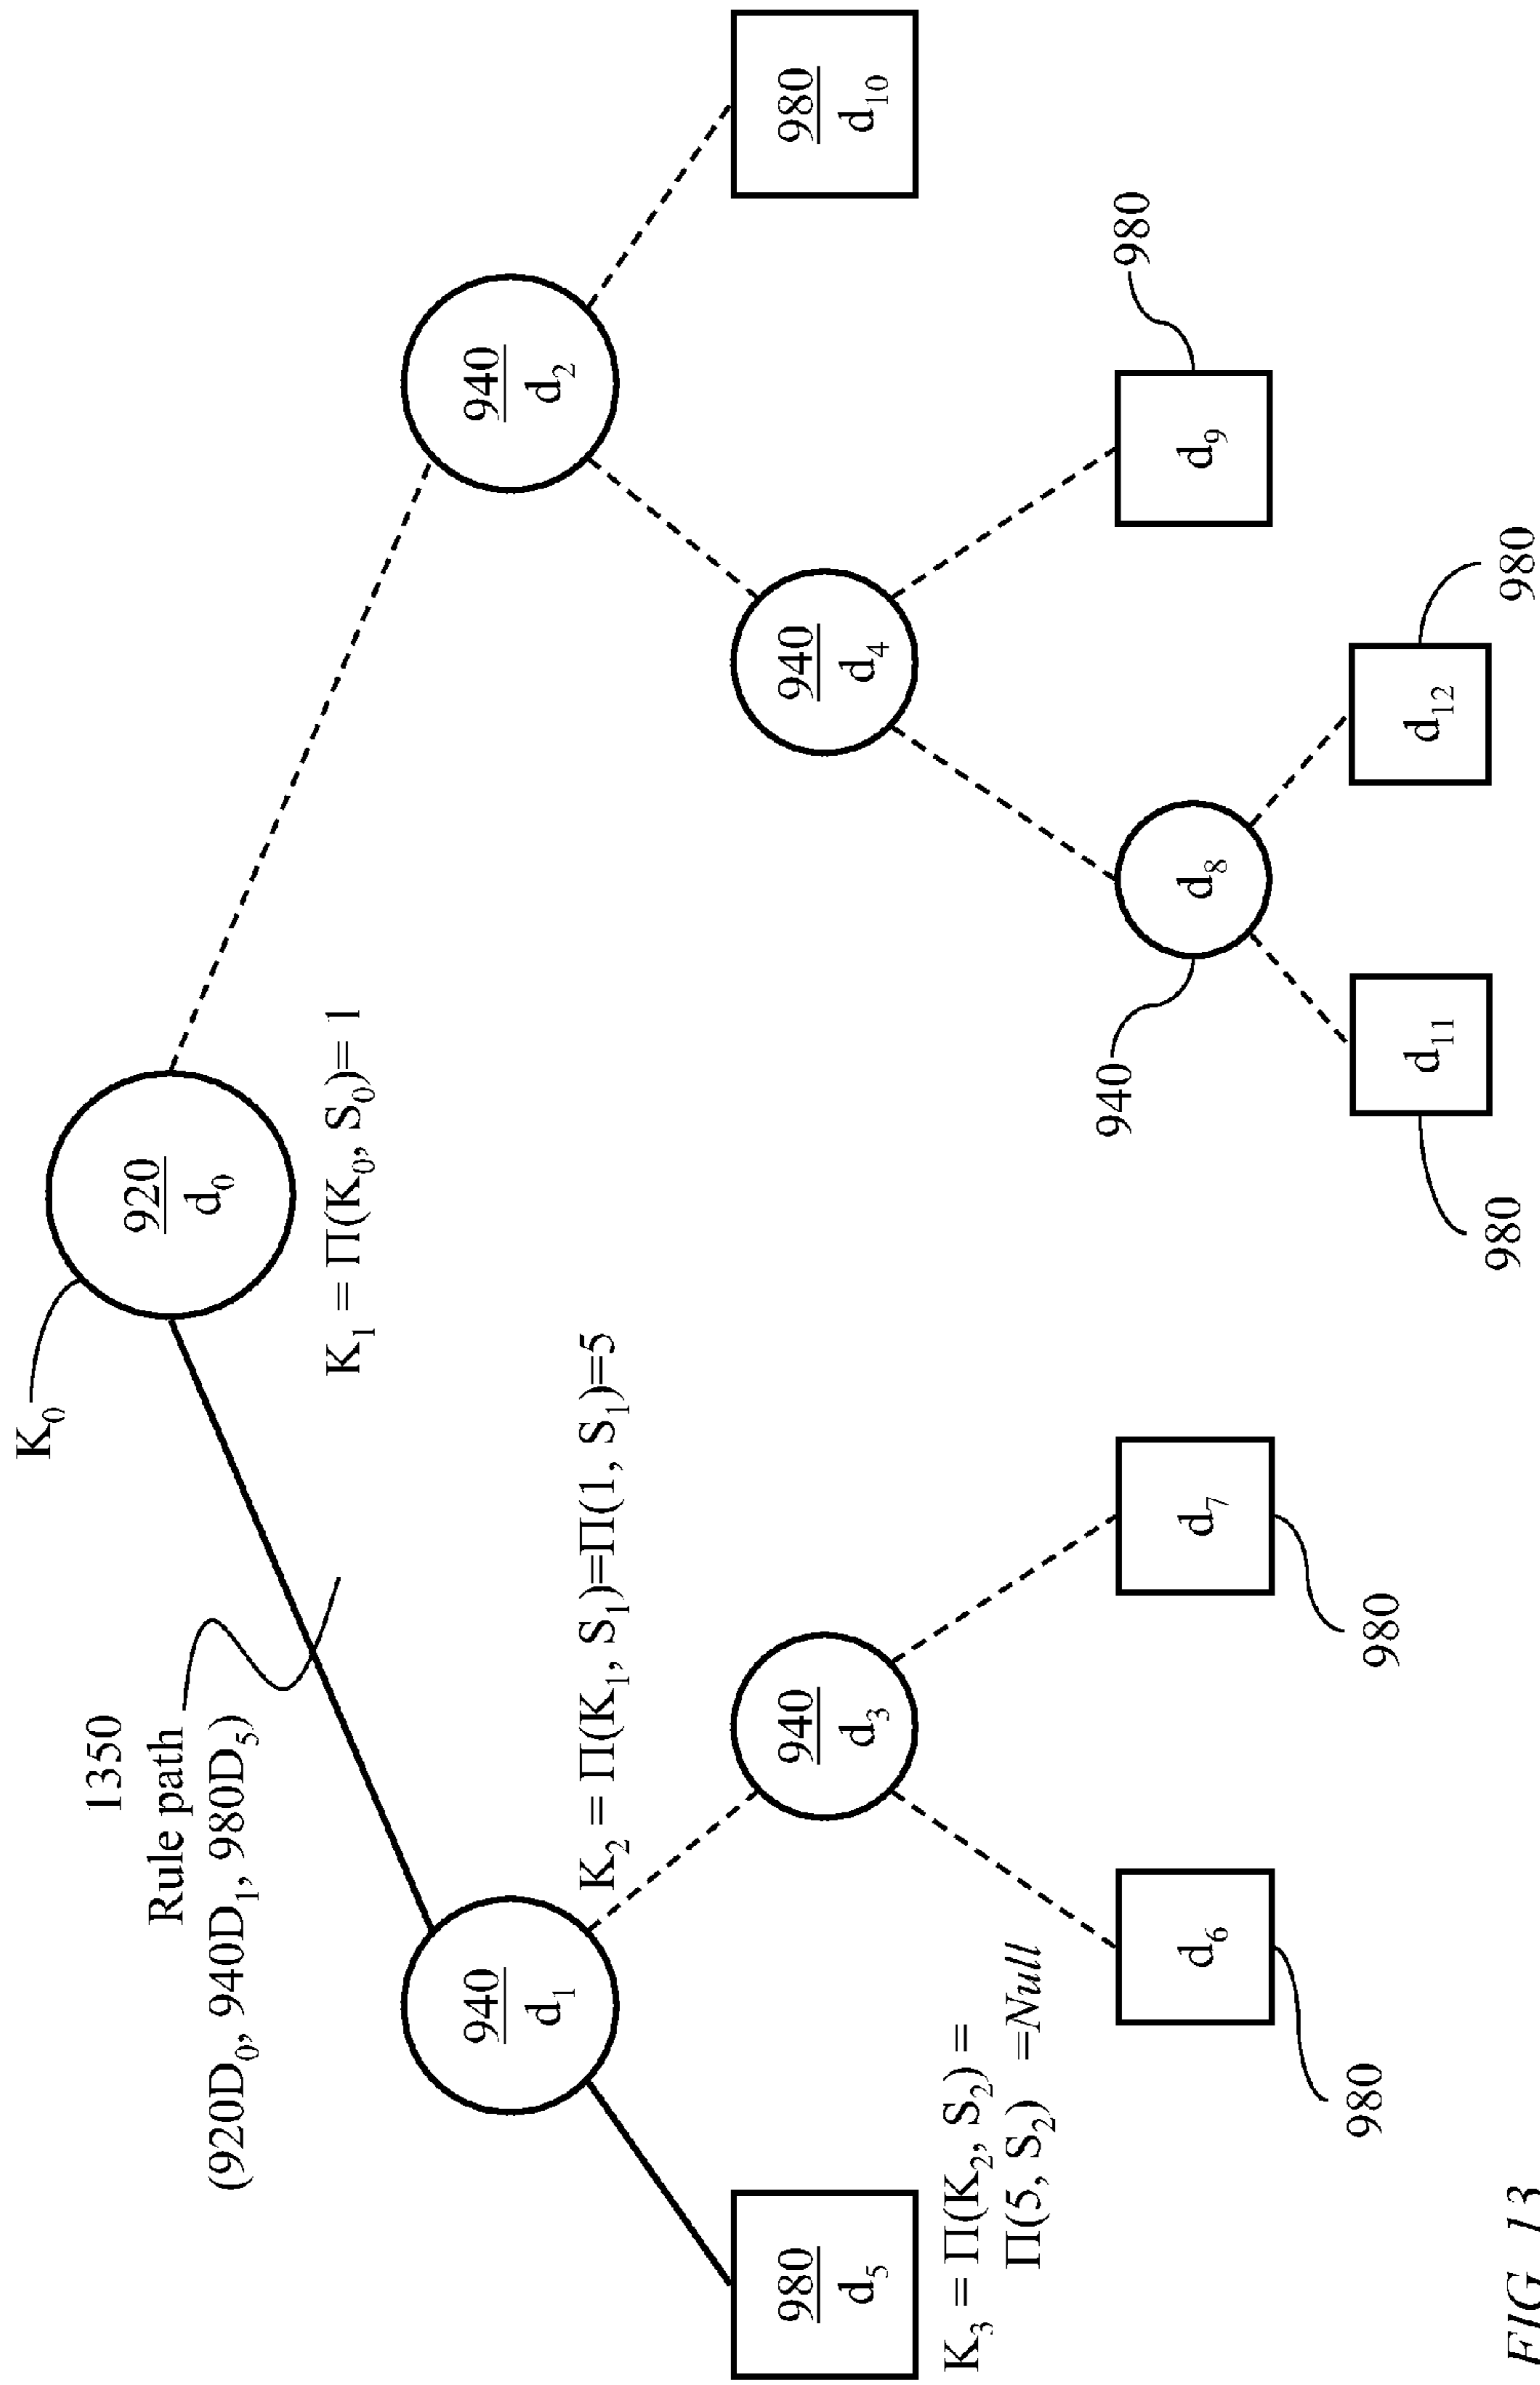 K₀
920
d₀
K₁ = Π(K₀, S₀)= 1
1350
Rule path
(920D₀, 940D₁, 980D₅)
940
d₁
940
d₂
K₂ = Π(K₁, S₁)=Π(1, S₁)=5
980
d₅
940
d₃
940
d₄
980
d₁₀
K₃ = Π(K₂, S₂) =
Π(5, S₂) =Null
d₆
980
d₇
980
940
d₈
d₉
980
d₁₁
980
d₁₂
980
FIG. 13